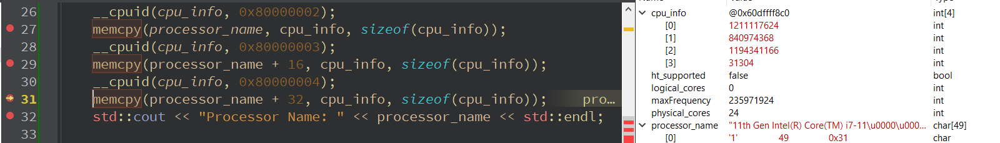 Name Value Type
26 __cpuid(cpu_info, 0x80000002);
27 memcpy(processor_name, cpu_info, sizeof(cpu_info));
28 __cpuid(cpu_info, 0x80000003);
29 memcpy(processor_name + 16, cpu_info, sizeof(cpu_info));
30 __cpuid(cpu_info, 0x80000004);
31 memcpy(processor_name + 32, cpu_info, sizeof(cpu_info)); pro...
32 std::cout << "Processor Name: " << processor_name << std::endl;
33
cpu_info @0x60dffff8c0 int[4]
[0] 1211117624 int
[1] 840974368 int
[2] 1194341166 int
[3] 31304 int
ht_supported false bool
logical_cores 0 int
maxFrequency 235971924 int
physical_cores 24 int
processor_name "11th Gen Intel(R) Core(TM) i7-11\u0000\u000... char[49]
[0] '1' 49 0x31 char